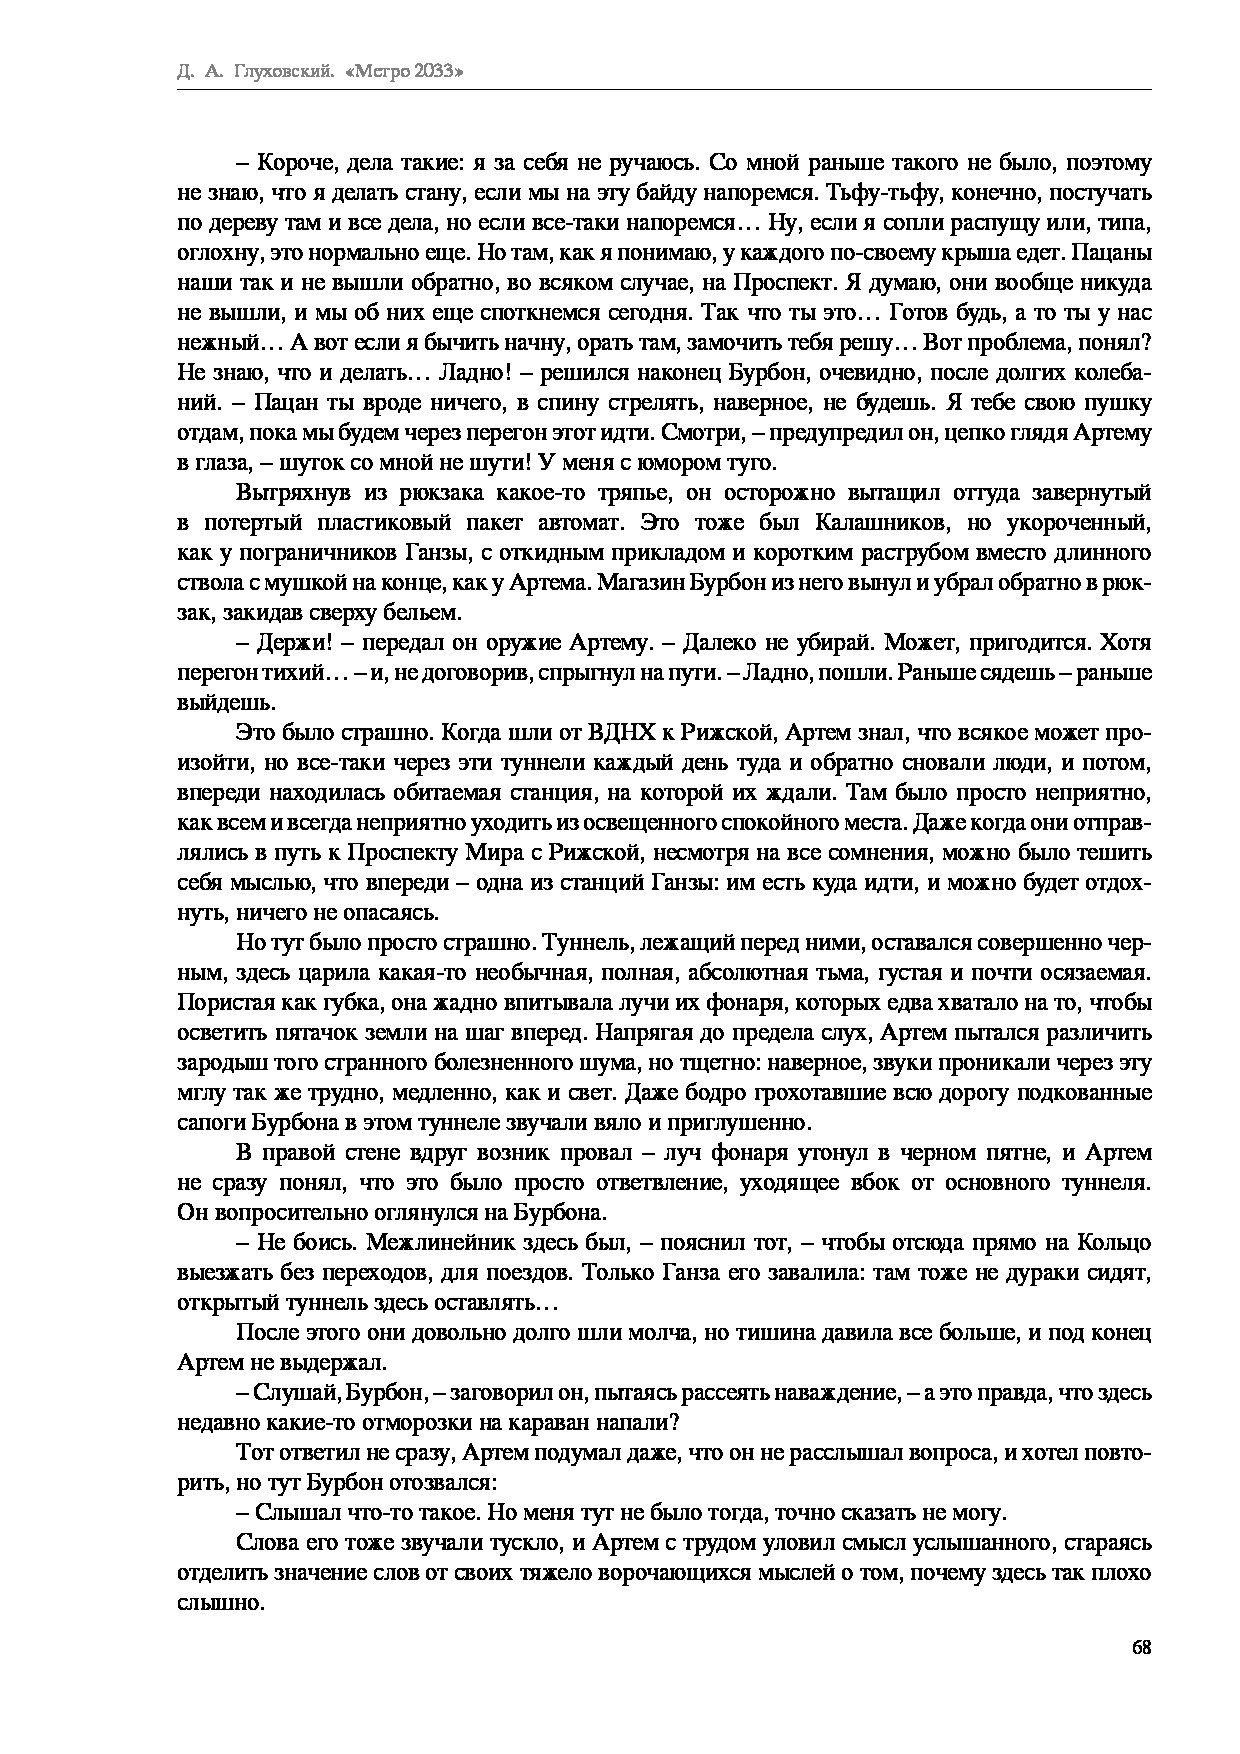 Д. А. Глуховский. «Метро 2033»
– Короче, дела такие: я за себя не ручаюсь. Со мной раньше такого не было, поэтому
не знаю, что я делать стану, если мы на эту байду напоремся. Тьфу-тьфу, конечно, постучать
по дереву там и все дела, но если все-таки напоремся… Ну, если я сопли распущу или, типа,
оглохну, это нормально еще. Но там, как я понимаю, у каждого по-своему крыша едет. Пацаны
наши так и не вышли обратно, во всяком случае, на Проспект. Я думаю, они вообще никуда
не вышли, и мы об них еще споткнемся сегодня. Так что ты это… Готов будь, а то ты у нас
нежный… А вот если я бычить начну, орать там, замочить тебя решу… Вот проблема, понял?
Не знаю, что и делать… Ладно! – решился наконец Бурбон, очевидно, после долгих колеба-
ний. – Пацан ты вроде ничего, в спину стрелять, наверное, не будешь. Я тебе свою пушку
отдам, пока мы будем через перегон этот идти. Смотри, – предупредил он, цепко глядя Артему
в глаза, – шуток со мной не шути! У меня с юмором туго.
Вытряхнув из рюкзака какое-то тряпье, он осторожно вытащил оттуда завернутый
в потертый пластиковый пакет автомат. Это тоже был Калашников, но укороченный,
как у пограничников Ганзы, с откидным прикладом и коротким раструбом вместо длинного
ствола с мушкой на конце, как у Артема. Магазин Бурбон из него вынул и убрал обратно в рюк-
зак, закидав сверху бельем.
– Держи! – передал он оружие Артему. – Далеко не убирай. Может, пригодится. Хотя
перегон тихий… – и, не договорив, спрыгнул на пути. – Ладно, пошли. Раньше сядешь – раньше
выйдешь.
Это было страшно. Когда шли от ВДНХ к Рижской, Артем знал, что всякое может про-
изойти, но все-таки через эти туннели каждый день туда и обратно сновали люди, и потом,
впереди находилась обитаемая станция, на которой их ждали. Там было просто неприятно,
как всем и всегда неприятно уходить из освещенного спокойного места. Даже когда они отправ-
лялись в путь к Проспекту Мира с Рижской, несмотря на все сомнения, можно было тешить
себя мыслью, что впереди – одна из станций Ганзы: им есть куда идти, и можно будет отдох-
нуть, ничего не опасаясь.
Но тут было просто страшно. Туннель, лежащий перед ними, оставался совершенно чер-
ным, здесь царила какая-то необычная, полная, абсолютная тьма, густая и почти осязаемая.
Пористая как губка, она жадно впитывала лучи их фонаря, которых едва хватало на то, чтобы
осветить пятачок земли на шаг вперед. Напрягая до предела слух, Артем пытался различить
зародыш того странного болезненного шума, но тщетно: наверное, звуки проникали через эту
мглу так же трудно, медленно, как и свет. Даже бодро грохотавшие всю дорогу подкованные
сапоги Бурбона в этом туннеле звучали вяло и приглушенно.
В правой стене вдруг возник провал – луч фонаря утонул в черном пятне, и Артем
не сразу понял, что это было просто ответвление, уходящее вбок от основного туннеля.
Он вопросительно оглянулся на Бурбона.
– Не боись. Межлинейник здесь был, – пояснил тот, – чтобы отсюда прямо на Кольцо
выезжать без переходов, для поездов. Только Ганза его завалила: там тоже не дураки сидят,
открытый туннель здесь оставлять…
После этого они довольно долго шли молча, но тишина давила все больше, и под конец
Артем не выдержал.
– Слушай, Бурбон, – заговорил он, пытаясь рассеять наваждение, – а это правда, что здесь
недавно какие-то отморозки на караван напали?
Тот ответил не сразу, Артем подумал даже, что он не расслышал вопроса, и хотел повто-
рить, но тут Бурбон отозвался:
– Слышал что-то такое. Но меня тут не было тогда, точно сказать не могу.
Слова его тоже звучали тускло, и Артем с трудом уловил смысл услышанного, стараясь
отделить значение слов от своих тяжело ворочающихся мыслей о том, почему здесь так плохо
слышно.
68